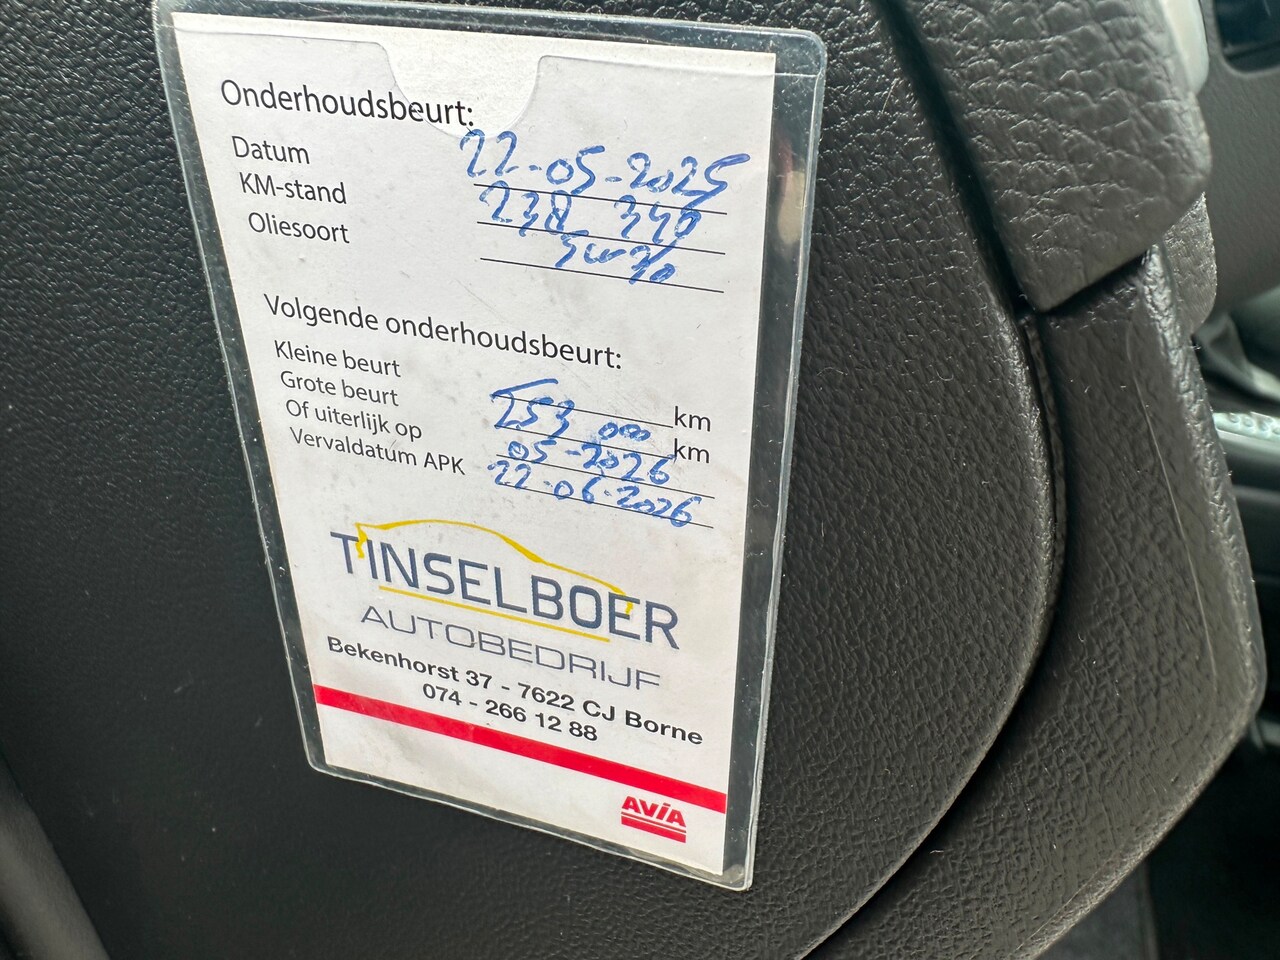 Onderhoudsbeurt:
Datum 22-05-2025
KM-stand 238 340
Oliesoort 5w30
Volgende onderhoudsbeurt:
Kleine beurt km
Grote beurt 253 000 km
Of uiterlijk op 05-2026
Vervaldatum APK 22-06-2026
TINSELBOER
AUTOBEDRIJF
Bekenhorst 37 - 7622 CJ Borne
074 - 266 12 88
AVIA